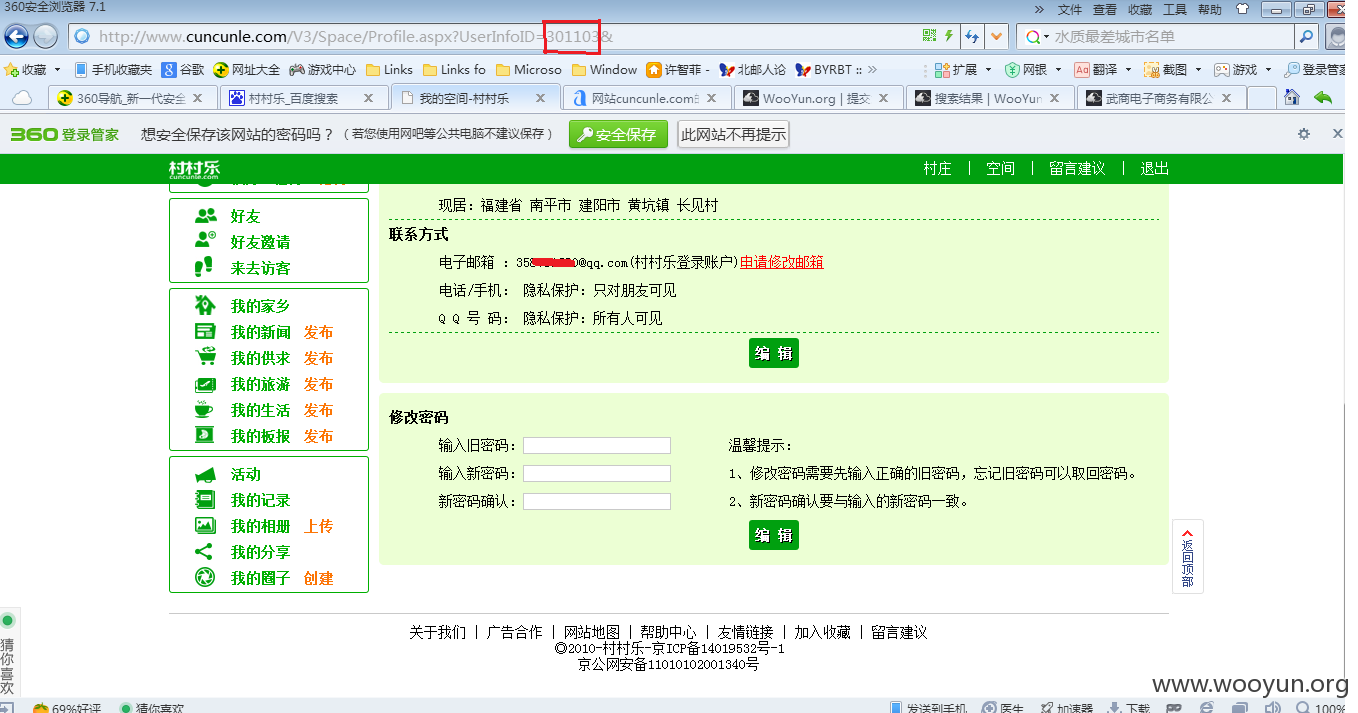 360安全浏览器 7.1
» 文件 查看 收藏 工具 帮助
http://www.cuncunle.com/V3/Space/Profile.aspx?UserInfoID=301103&
水质最差城市名单
收藏 手机收藏夹 谷歌 网址大全 游戏中心 Links Links fo Microso Window 许智菲 - 北邮人论 BYRBT :: » 扩展 网银 翻译 截图 游戏 登录管家
360导航_新一代安全 村村乐_百度搜索 我的空间-村村乐 网站cuncunle.com WooYun.org | 提交 搜索结果 | WooYun 武商电子商务有限公
360登录管家 想安全保存该网站的密码吗？（若您使用网吧等公共电脑不建议保存） 安全保存 此网站不再提示
村村乐
cuncunle.com
村庄 | 空间 | 留言建议 | 退出
好友
好友邀请
来去访客
我的家乡
我的新闻 发布
我的供求 发布
我的旅游 发布
我的生活 发布
我的板报 发布
活动
我的记录
我的相册 上传
我的分享
我的圈子 创建
现居：福建省 南平市 建阳市 黄坑镇 长见村
联系方式
电子邮箱 ：35 0@qq.com(村村乐登录账户)申请修改邮箱
电话/手机： 隐私保护：只对朋友可见
Q Q 号 码： 隐私保护：所有人可见
编 辑
修改密码
输入旧密码：
输入新密码：
新密码确认：
温馨提示：
1、修改密码需要先输入正确的旧密码，忘记旧密码可以取回密码。
2、新密码确认要与输入的新密码一致。
编 辑
返回顶部
猜你喜欢
关于我们 | 广告合作 | 网站地图 | 帮助中心 | 友情链接 | 加入收藏 | 留言建议
©2010-村村乐-京ICP备14019532号-1
京公网安备11010102001340号
www.wooyun.org
69%好评 猜你喜欢 发送到手机 医生 加速器 下载 100%